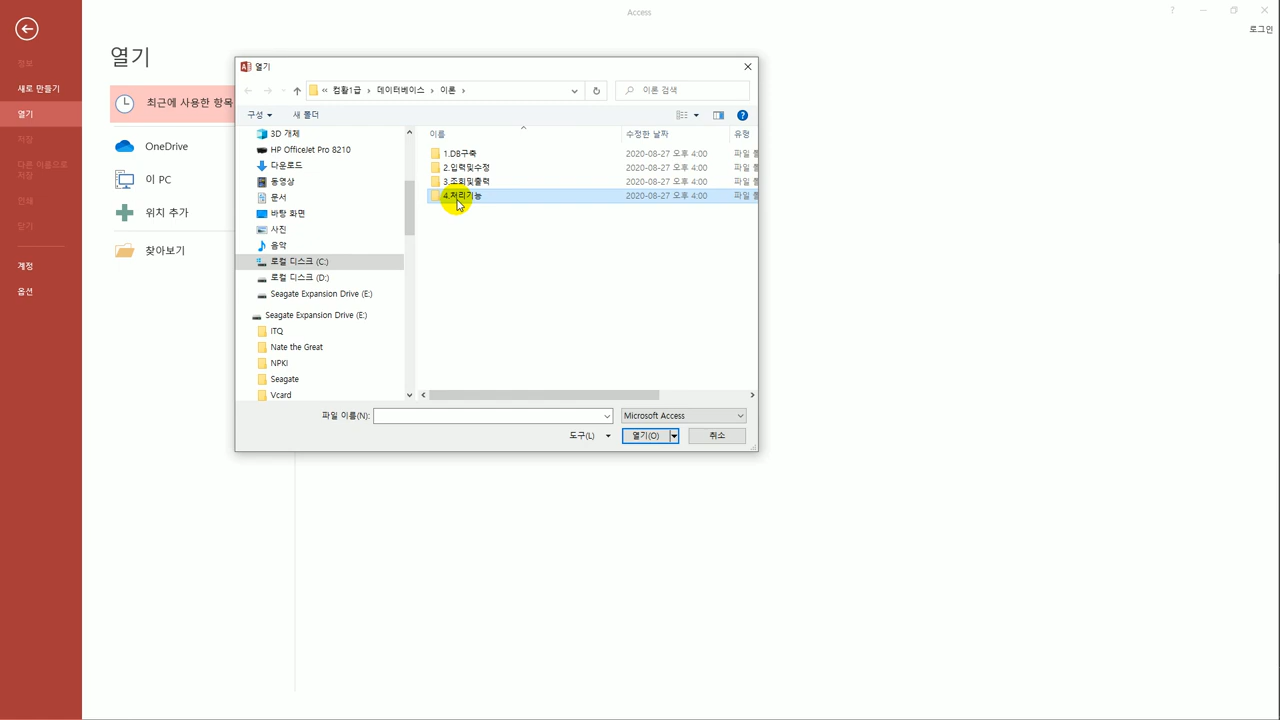 Access
?
로그인
정보
새로 만들기
열기
저장
다른 이름으로
저장
인쇄
닫기
계정
옵션
열기
최근에 사용한 항목
OneDrive
이 PC
위치 추가
찾아보기
열기
« 컴활1급 › 데이터베이스 › 이론 ›
이론 검색
구성
새 폴더
3D 개체
HP OfficeJet Pro 8210
다운로드
동영상
문서
바탕 화면
사진
음악
로컬 디스크 (C:)
로컬 디스크 (D:)
Seagate Expansion Drive (E:)
Seagate Expansion Drive (E:)
ITQ
Nate the Great
NPKI
Seagate
Vcard
이름 수정한 날짜 유형
1.DB구축 2020-08-27 오후 4:00 파일
2.입력및수정 2020-08-27 오후 4:00 파일
3.조회및출력 2020-08-27 오후 4:00 파일
4.처리기능 2020-08-27 오후 4:00 파일
파일 이름(N):
Microsoft Access
도구(L)
열기(O)
취소